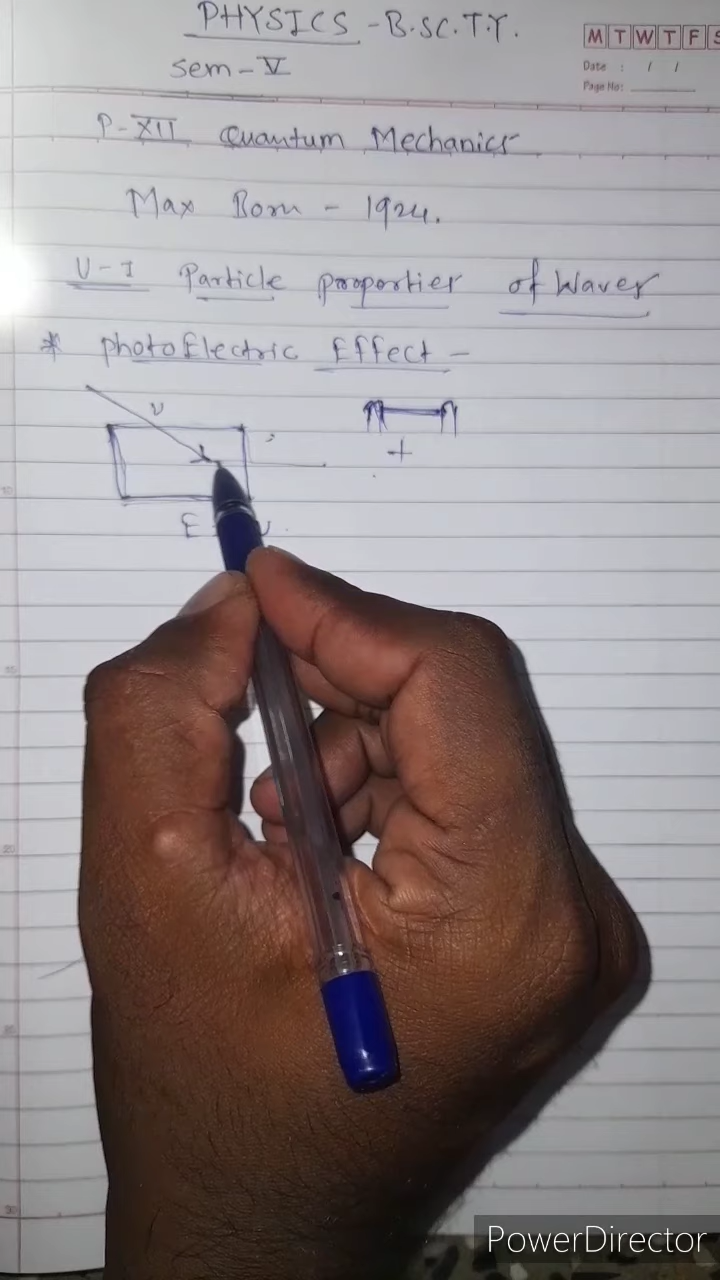 PHYSICS - B.SC.T.Y.
M T W T F S
sem - V
Date : / /
Page No:
P-XII Quantum Mechanics
Max Born - 1924.
U-I Particle properties of Waves
* photoElectric Effect -
ν
+
E
PowerDirector